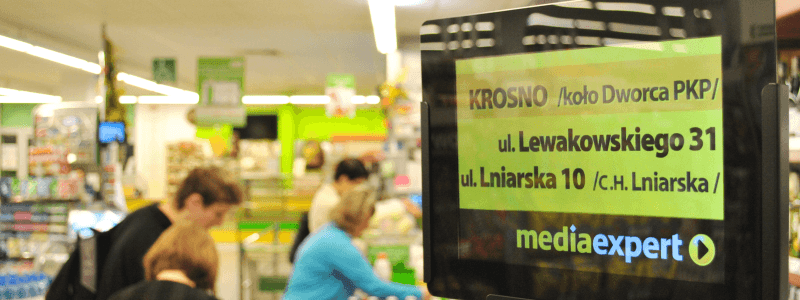 KROSNO /koło Dworca PKP/
ul. Lewakowskiego 31
ul. Lniarska 10 /C.H. Lniarska/
mediaexpert